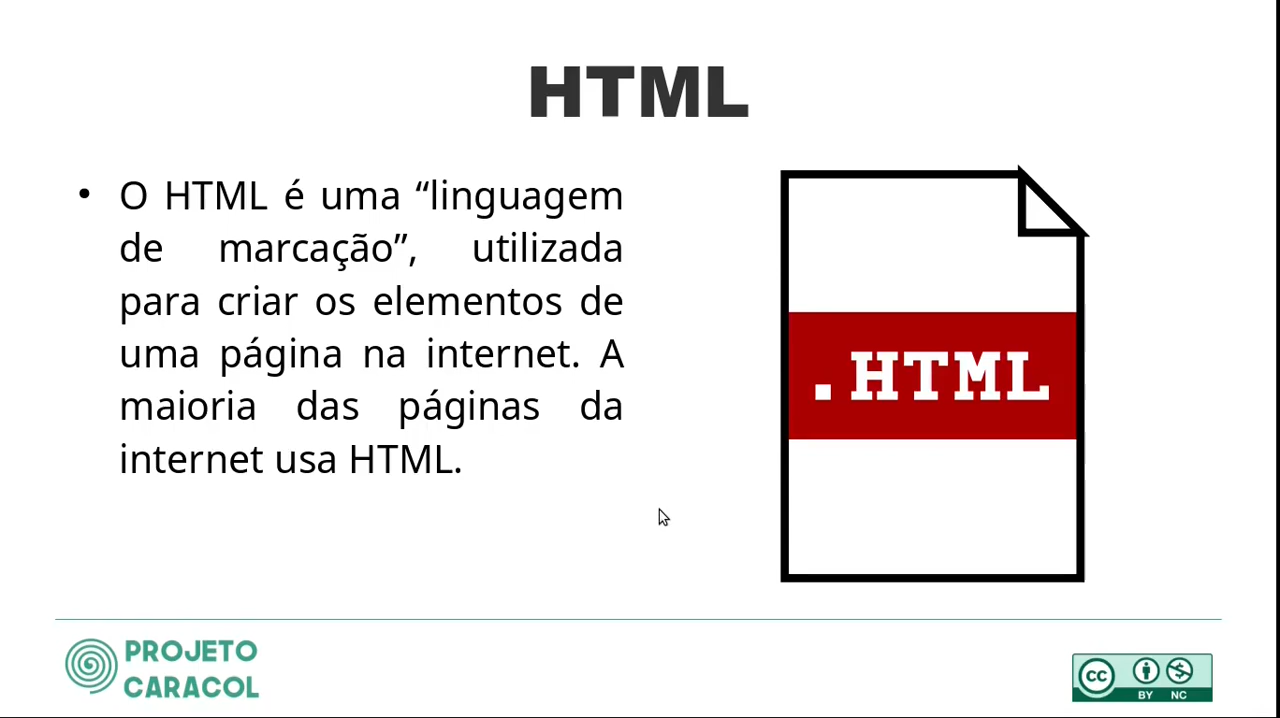 HTML
• O HTML é uma “linguagem
de marcação”, utilizada
para criar os elementos de
uma página na internet. A
maioria das páginas da
internet usa HTML.
.HTML
PROJETO
CARACOL
CC
BY NC